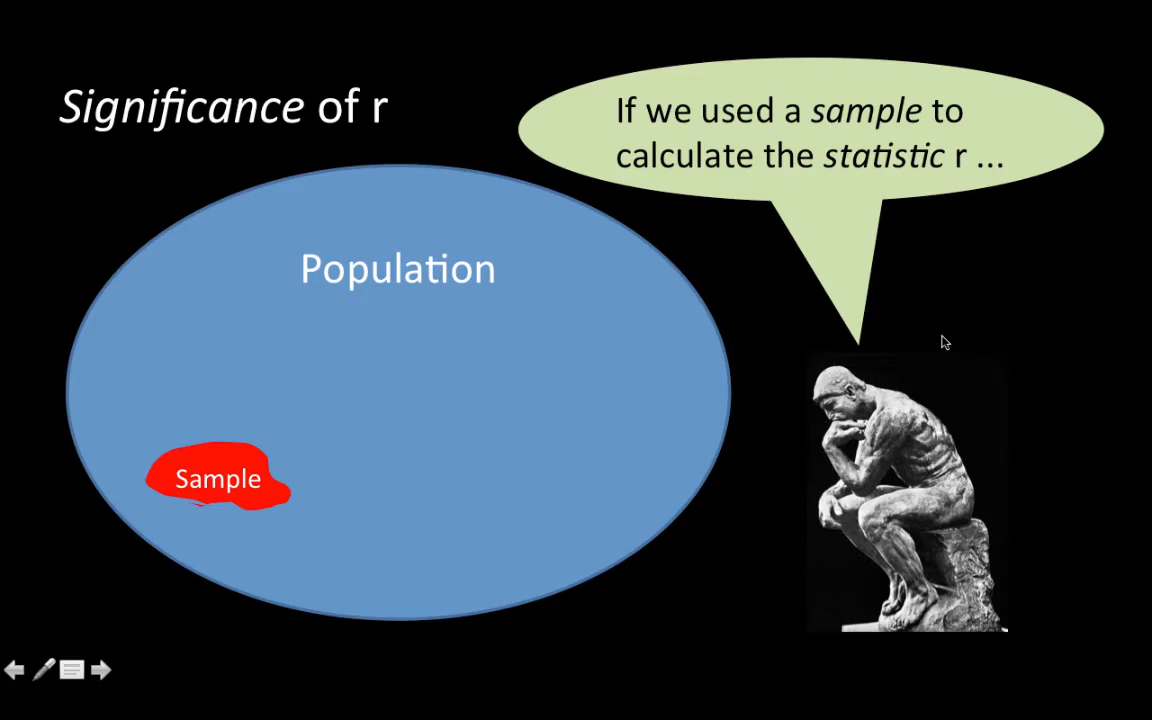 Significance of r
If we used a sample to
calculate the statistic r ...
Population
Sample